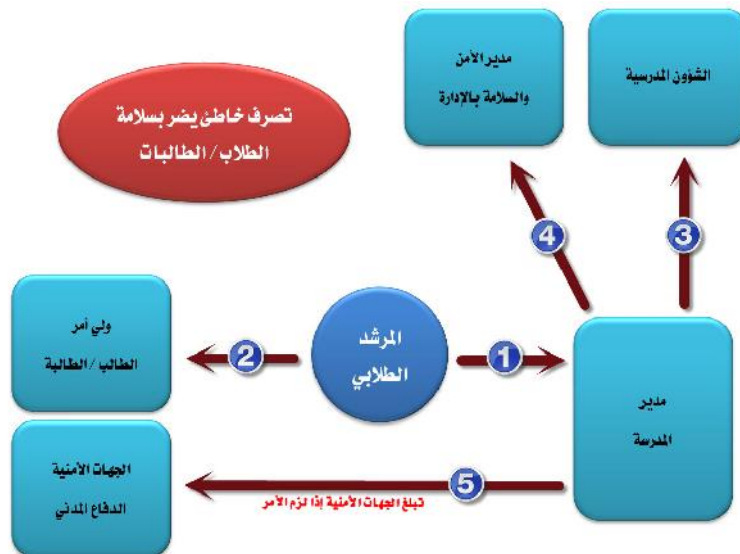 الشؤون المدرسية
مدير الأمن
والسلامة بالإدارة
تصرف خاطئ يضر بسلامة
الطلاب / الطالبات
4
3
ولي أمر
الطالب / الطالبة
2
المرشد
الطلابي
1
مدير
المدرسة
الجهات الأمنية
الدفاع المدني
5
تبلغ الجهات الأمنية إذا لزم الأمر